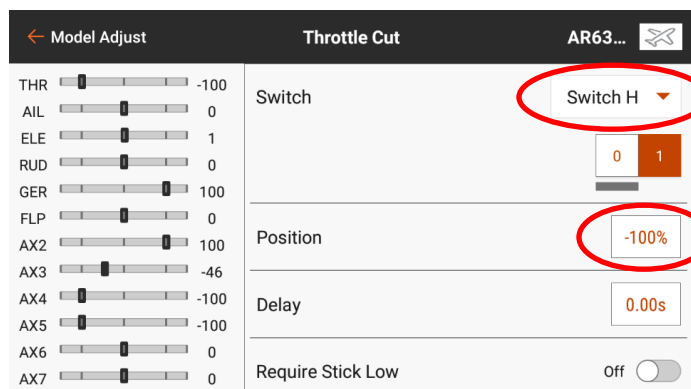 ← Model Adjust
Throttle Cut
AR63...
THR -100
AIL 0
ELE 1
RUD 0
GER 100
FLP 0
AX2 100
AX3 -46
AX4 -100
AX5 -100
AX6 0
AX7 0
Switch
Switch H
0 1
Position
-100%
Delay
0.00s
Require Stick Low
Off